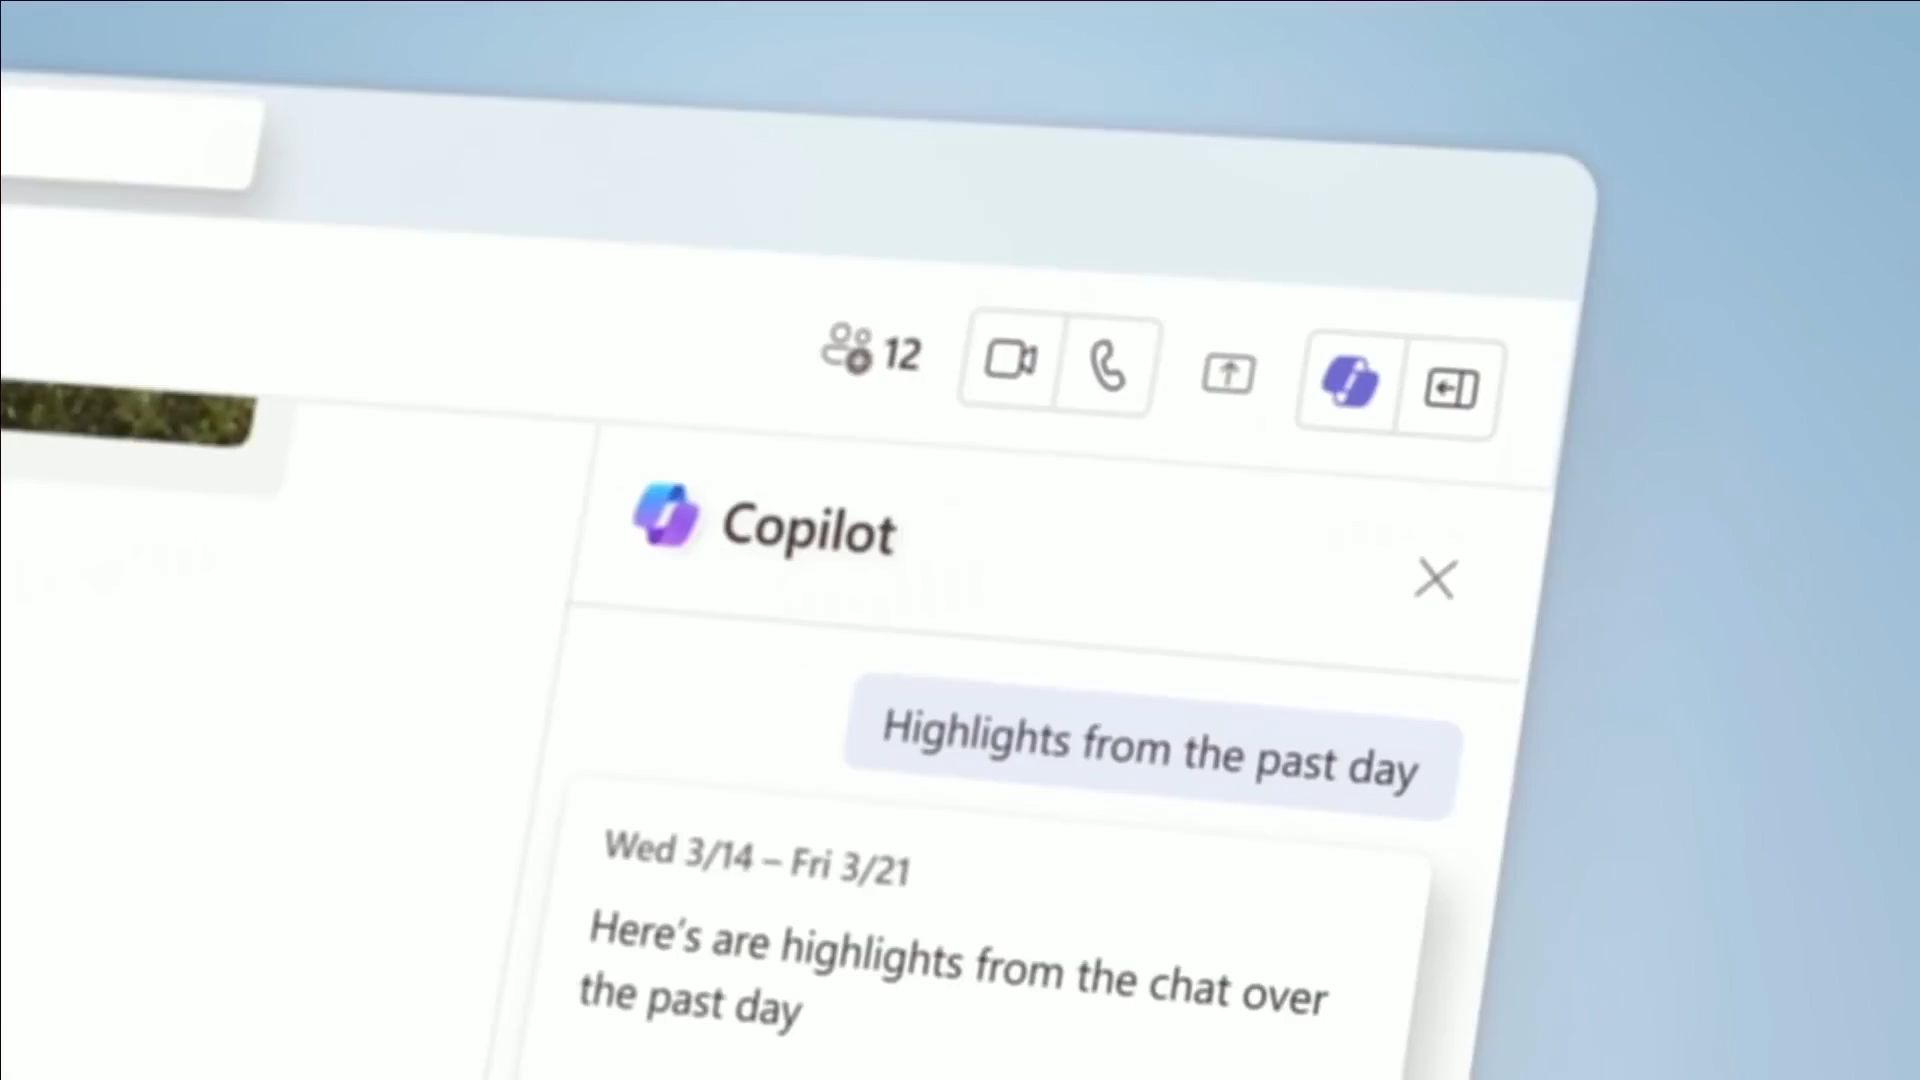 12
Copilot
Highlights from the past day
Wed 3/14 – Fri 3/21
Here's are highlights from the chat over
the past day